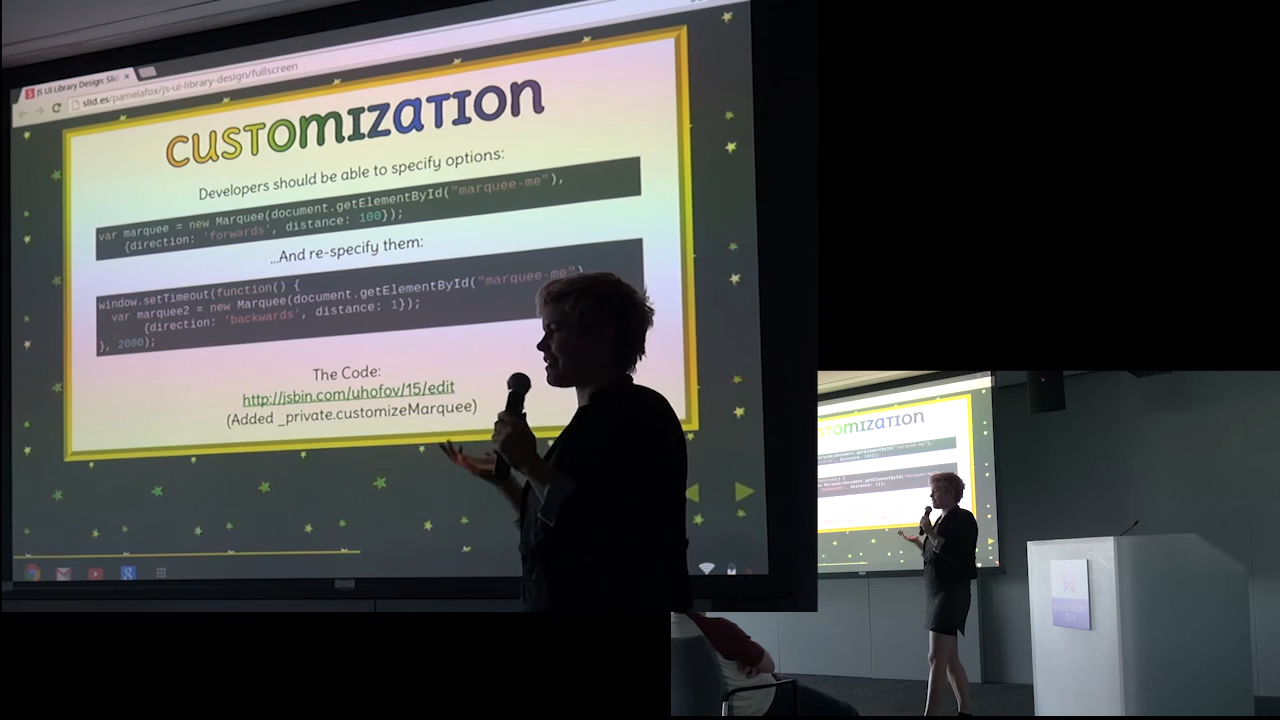 JS UI Library Design: Sli
slid.es/pamelafox/js-ui-library-design/fullscreen
CUSTOMIZATION
Developers should be able to specify options:
var marquee = new Marquee(document.getElementById("marquee-me"),
{direction: 'forwards', distance: 100});
...And re-specify them:
window.setTimeout(function() {
var marquee2 = new Marquee(document.getElementById("marquee-me")
{direction: 'backwards', distance: 1});
}, 2000);
The Code:
http://jsbin.com/uhofov/15/edit
(Added _private.customizeMarquee)
TOMIZATION